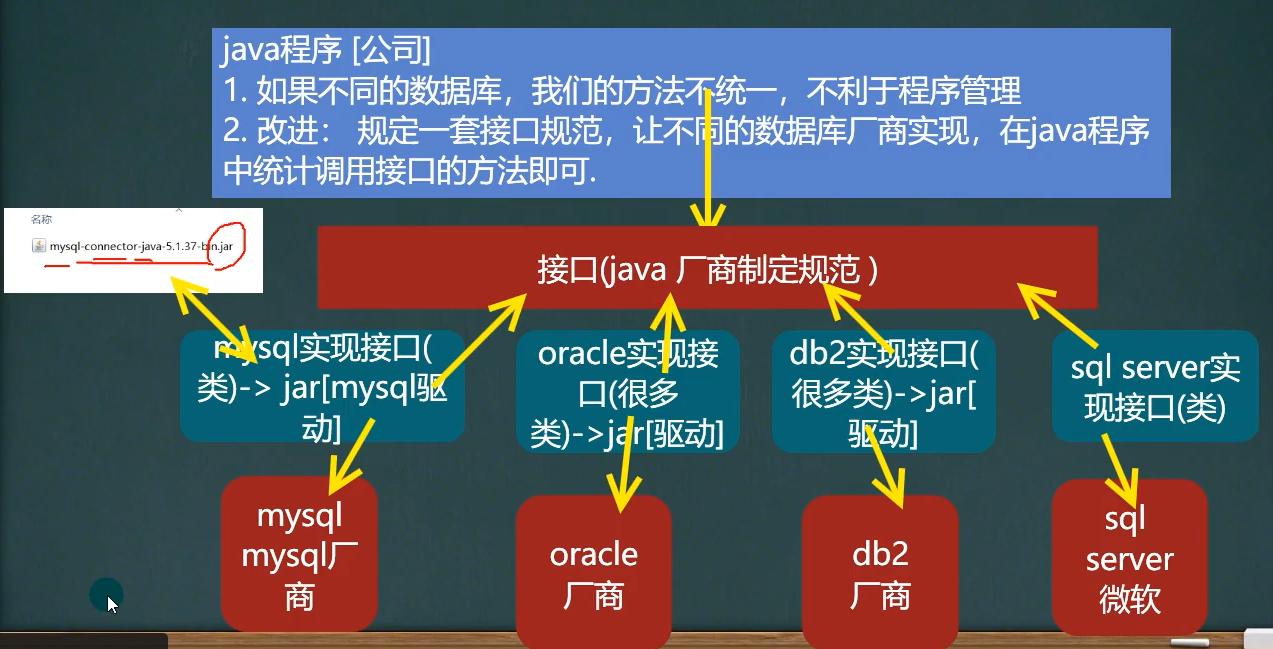 java程序 [公司]
1. 如果不同的数据库，我们的方法不统一，不利于程序管理
2. 改进： 规定一套接口规范，让不同的数据库厂商实现，在java程序
中统计调用接口的方法即可.
名称
mysql-connector-java-5.1.37-bin.jar
接口(java 厂商制定规范 )
mysql实现接口(
类)-> jar[mysql驱
动]
oracle实现接
口(很多
类)->jar[驱动]
db2实现接口(
很多类)->jar[
驱动]
sql server实
现接口(类)
mysql
mysql厂
商
oracle
厂商
db2
厂商
sql
server
微软